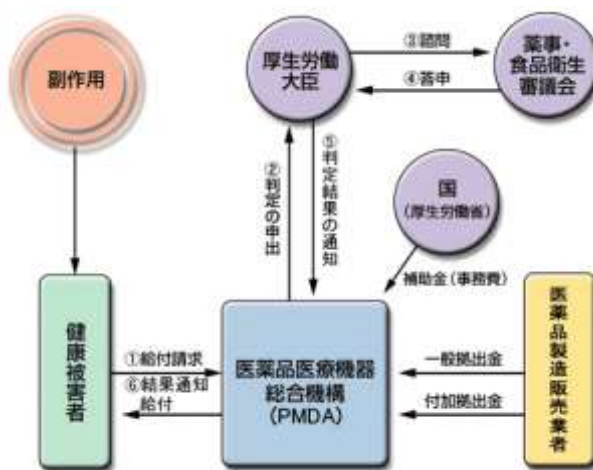 副作用
厚生労働
大臣
③諮問
④答申
薬事・
食品衛生
審議会
②判定の申出
⑤判定結果の通知
国
(厚生労働省)
補助金(事務費)
健康被害者
①給付請求
⑥結果通知
給付
医薬品医療機器
総合機構
(PMDA)
一般拠出金
付加拠出金
医薬品製造販売業者